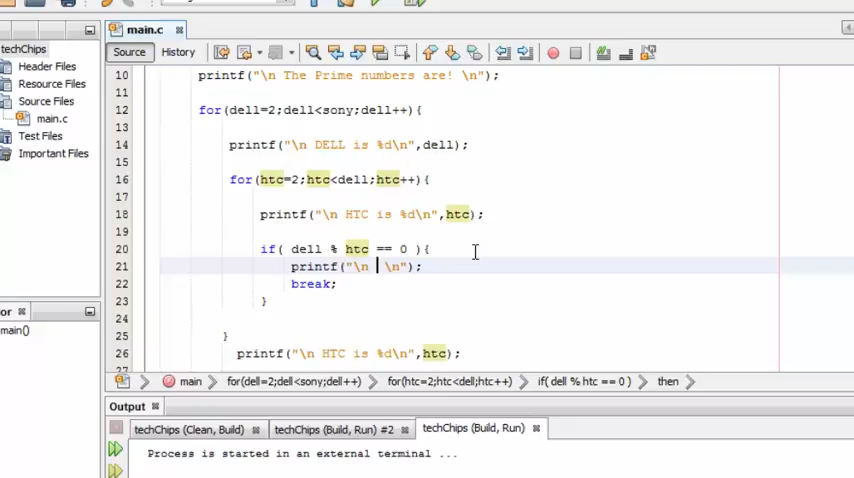 main.c
techChips
Source History
Header Files
Resource Files
Source Files
main.c
Test Files
Important Files
10 printf("\n The Prime numbers are! \n");
11
12 for(dell=2;dell<sony;dell++){
13
14 printf("\n DELL is %d\n",dell);
15
16 for(htc=2;htc<dell;htc++){
17
18 printf("\n HTC is %d\n",htc);
19
20 if( dell % htc == 0 ){
21 printf("\n  \n");
22 break;
23 }
24
25 }
26 printf("\n HTC is %d\n",htc);
27
main()
main for(dell=2;dell<sony;dell++) for(htc=2;htc<dell;htc++) if( dell % htc == 0 ) then
Output
techChips (Clean, Build) techChips (Build, Run) #2 techChips (Build, Run)
Process is started in an external terminal ...